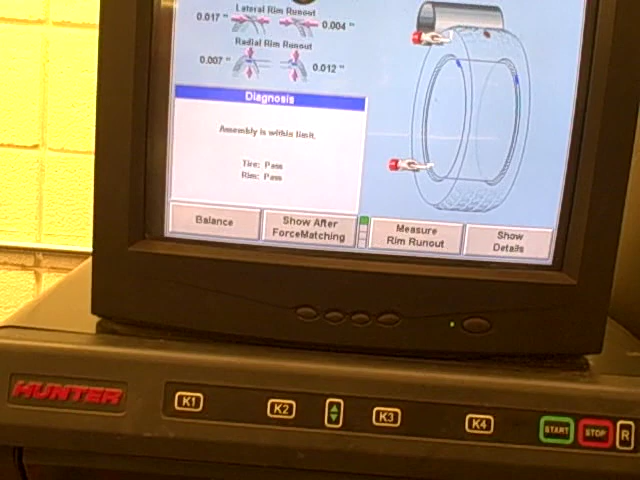 Lateral Rim Runout
0.017 " 0.004 "
Radial Rim Runout
0.007 " 0.012 "
Diagnosis
Assembly is within limit.
Tire: Pass
Rim: Pass
Balance
Show After
ForceMatching
Measure
Rim Runout
Show
Details
HUNTER
K1
K2
K3
K4
START
STOP
R